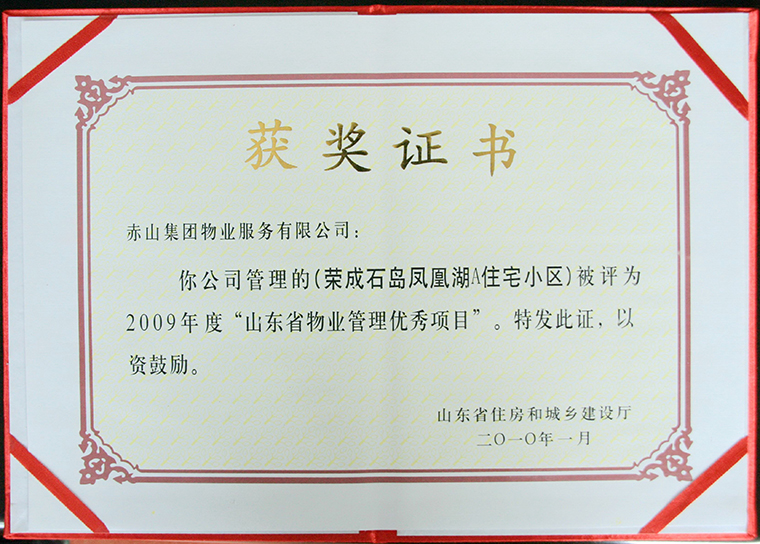 获奖证书
赤山集团物业服务有限公司：
你公司管理的(荣成石岛凤凰湖A住宅小区)被评为
2009年度“山东省物业管理优秀项目”。特发此证，以
资鼓励。
山东省住房和城乡建设厅
二〇一〇年一月